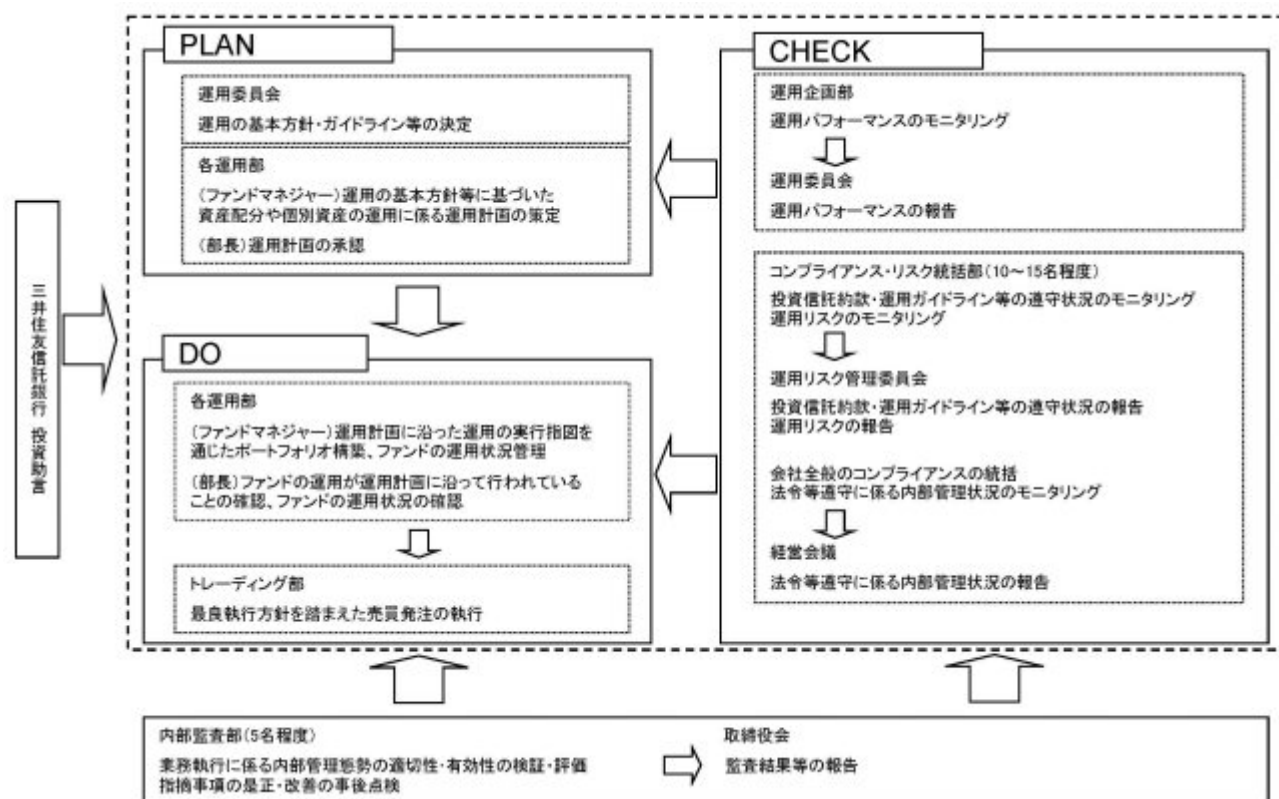 三井住友信託銀行 投資助言
PLAN
運用委員会
運用の基本方針・ガイドライン等の決定
各運用部
(ファンドマネジャー)運用の基本方針等に基づいた
資産配分や個別資産の運用に係る運用計画の策定
(部長)運用計画の承認
DO
各運用部
(ファンドマネジャー)運用計画に沿った運用の実行指図を
通じたポートフォリオ構築、ファンドの運用状況管理
(部長)ファンドの運用が運用計画に沿って行われている
ことの確認、ファンドの運用状況の確認
トレーディング部
最良執行方針を踏まえた売買発注の執行
CHECK
運用企画部
運用パフォーマンスのモニタリング
運用委員会
運用パフォーマンスの報告
コンプライアンス・リスク統括部(10〜15名程度)
投資信託約款・運用ガイドライン等の遵守状況のモニタリング
運用リスクのモニタリング
運用リスク管理委員会
投資信託約款・運用ガイドライン等の遵守状況の報告
運用リスクの報告
会社全般のコンプライアンスの統括
法令等遵守に係る内部管理状況のモニタリング
経営会議
法令等遵守に係る内部管理状況の報告
内部監査部(5名程度)
業務執行に係る内部管理態勢の適切性・有効性の検証・評価
指摘事項の是正・改善の事後点検
取締役会
監査結果等の報告